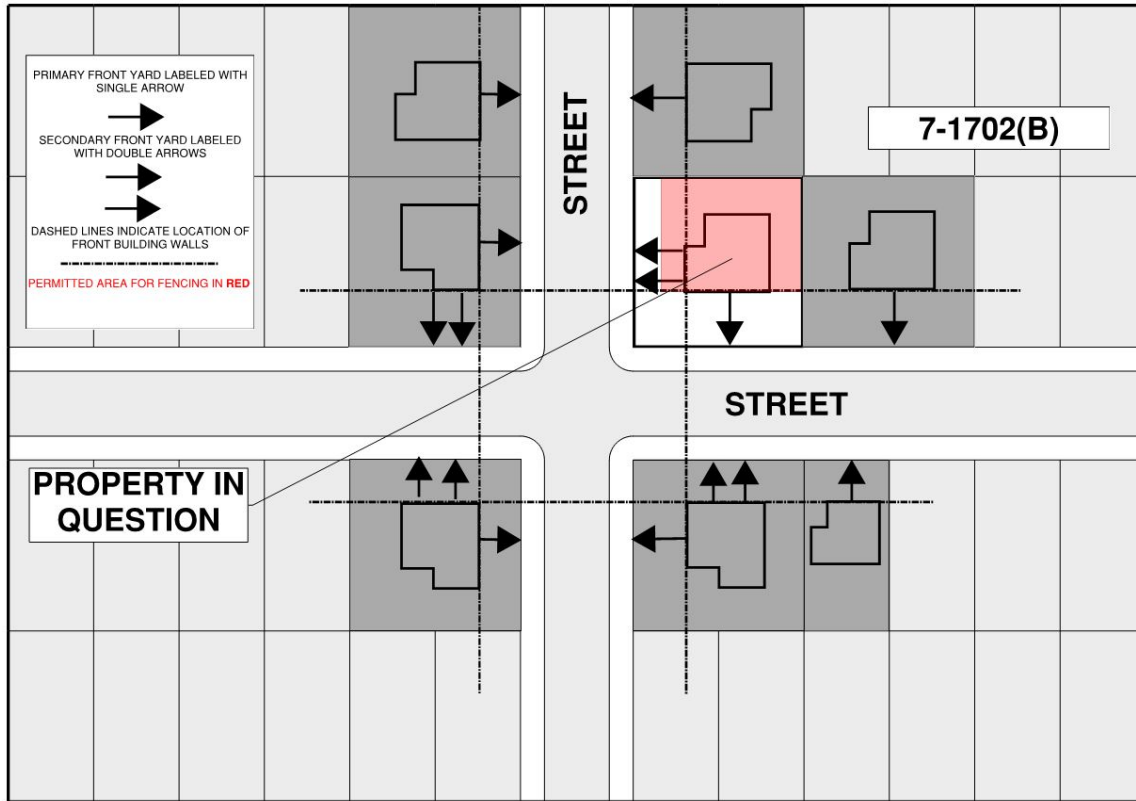 PRIMARY FRONT YARD LABELED WITH
SINGLE ARROW
SECONDARY FRONT YARD LABELED
WITH DOUBLE ARROWS
DASHED LINES INDICATE LOCATION OF
FRONT BUILDING WALLS
PERMITTED AREA FOR FENCING IN RED
STREET
7-1702(B)
STREET
PROPERTY IN
QUESTION